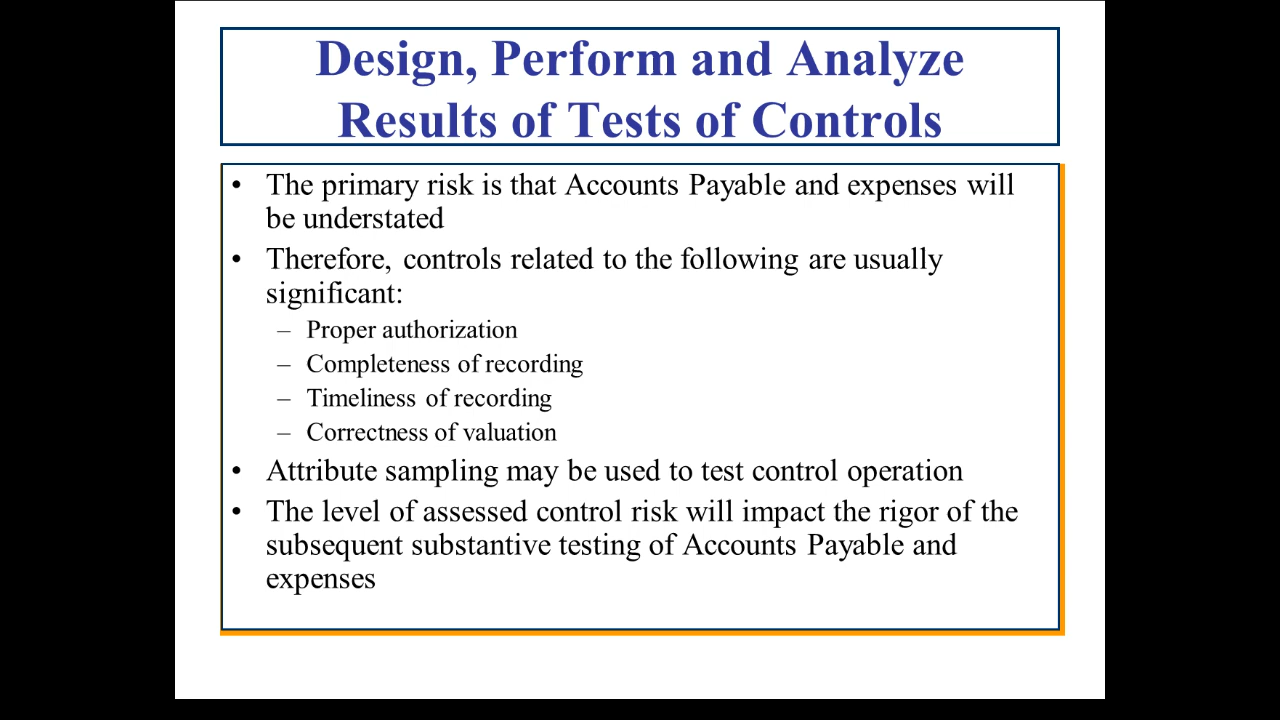 Design, Perform and Analyze
Results of Tests of Controls
• The primary risk is that Accounts Payable and expenses will
be understated
• Therefore, controls related to the following are usually
significant:
– Proper authorization
– Completeness of recording
– Timeliness of recording
– Correctness of valuation
• Attribute sampling may be used to test control operation
• The level of assessed control risk will impact the rigor of the
subsequent substantive testing of Accounts Payable and
expenses